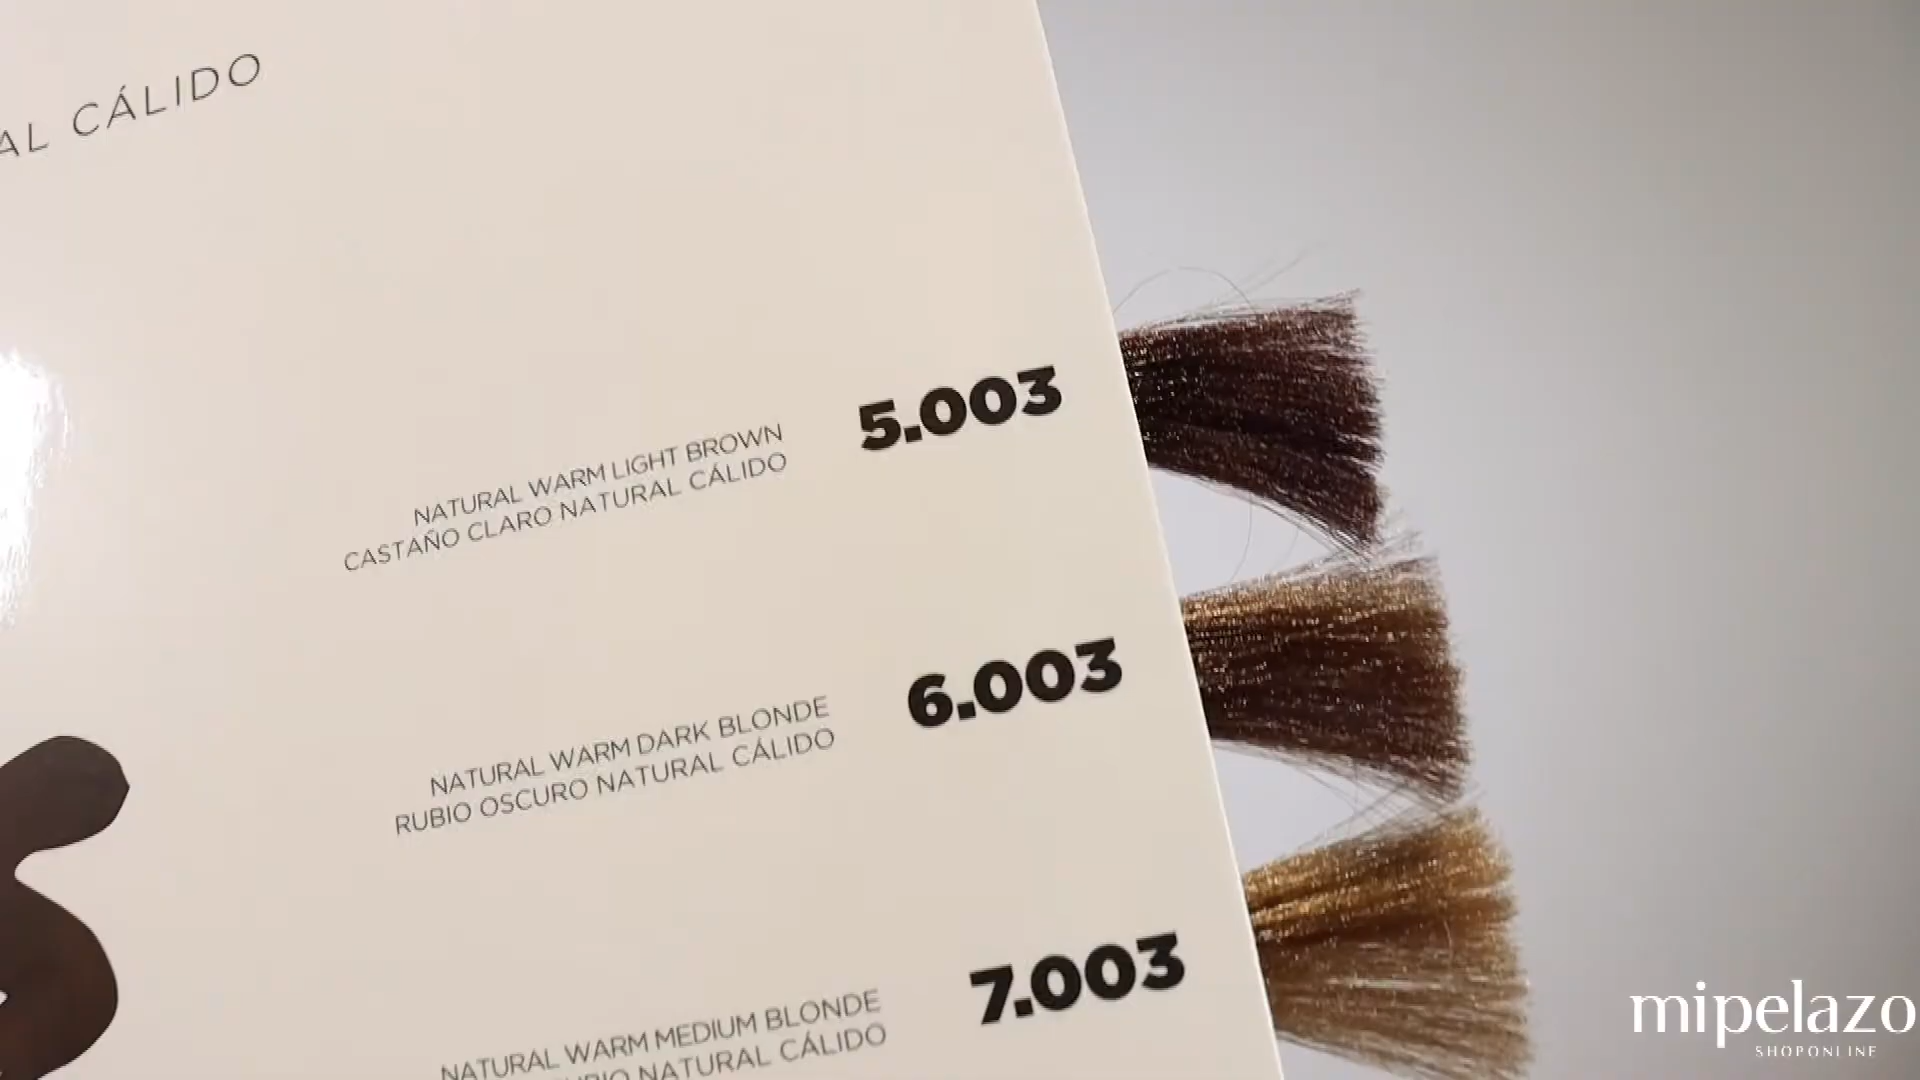 CÁLIDO
5.003
NATURAL WARM LIGHT BROWN
CASTAÑO CLARO NATURAL CÁLIDO
6.003
NATURAL WARM DARK BLONDE
RUBIO OSCURO NATURAL CÁLIDO
7.003
NATURAL WARM MEDIUM BLONDE
NATURAL CÁLIDO
mipelazo
SHOPONLINE